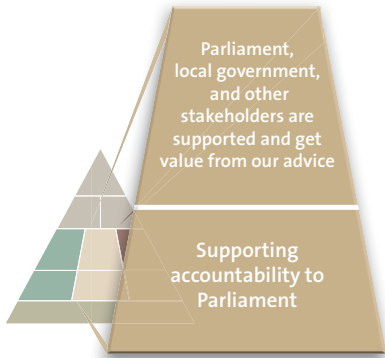 Parliament,
local government,
and other
stakeholders are
supported and get
value from our advice
Supporting
accountability to
Parliament